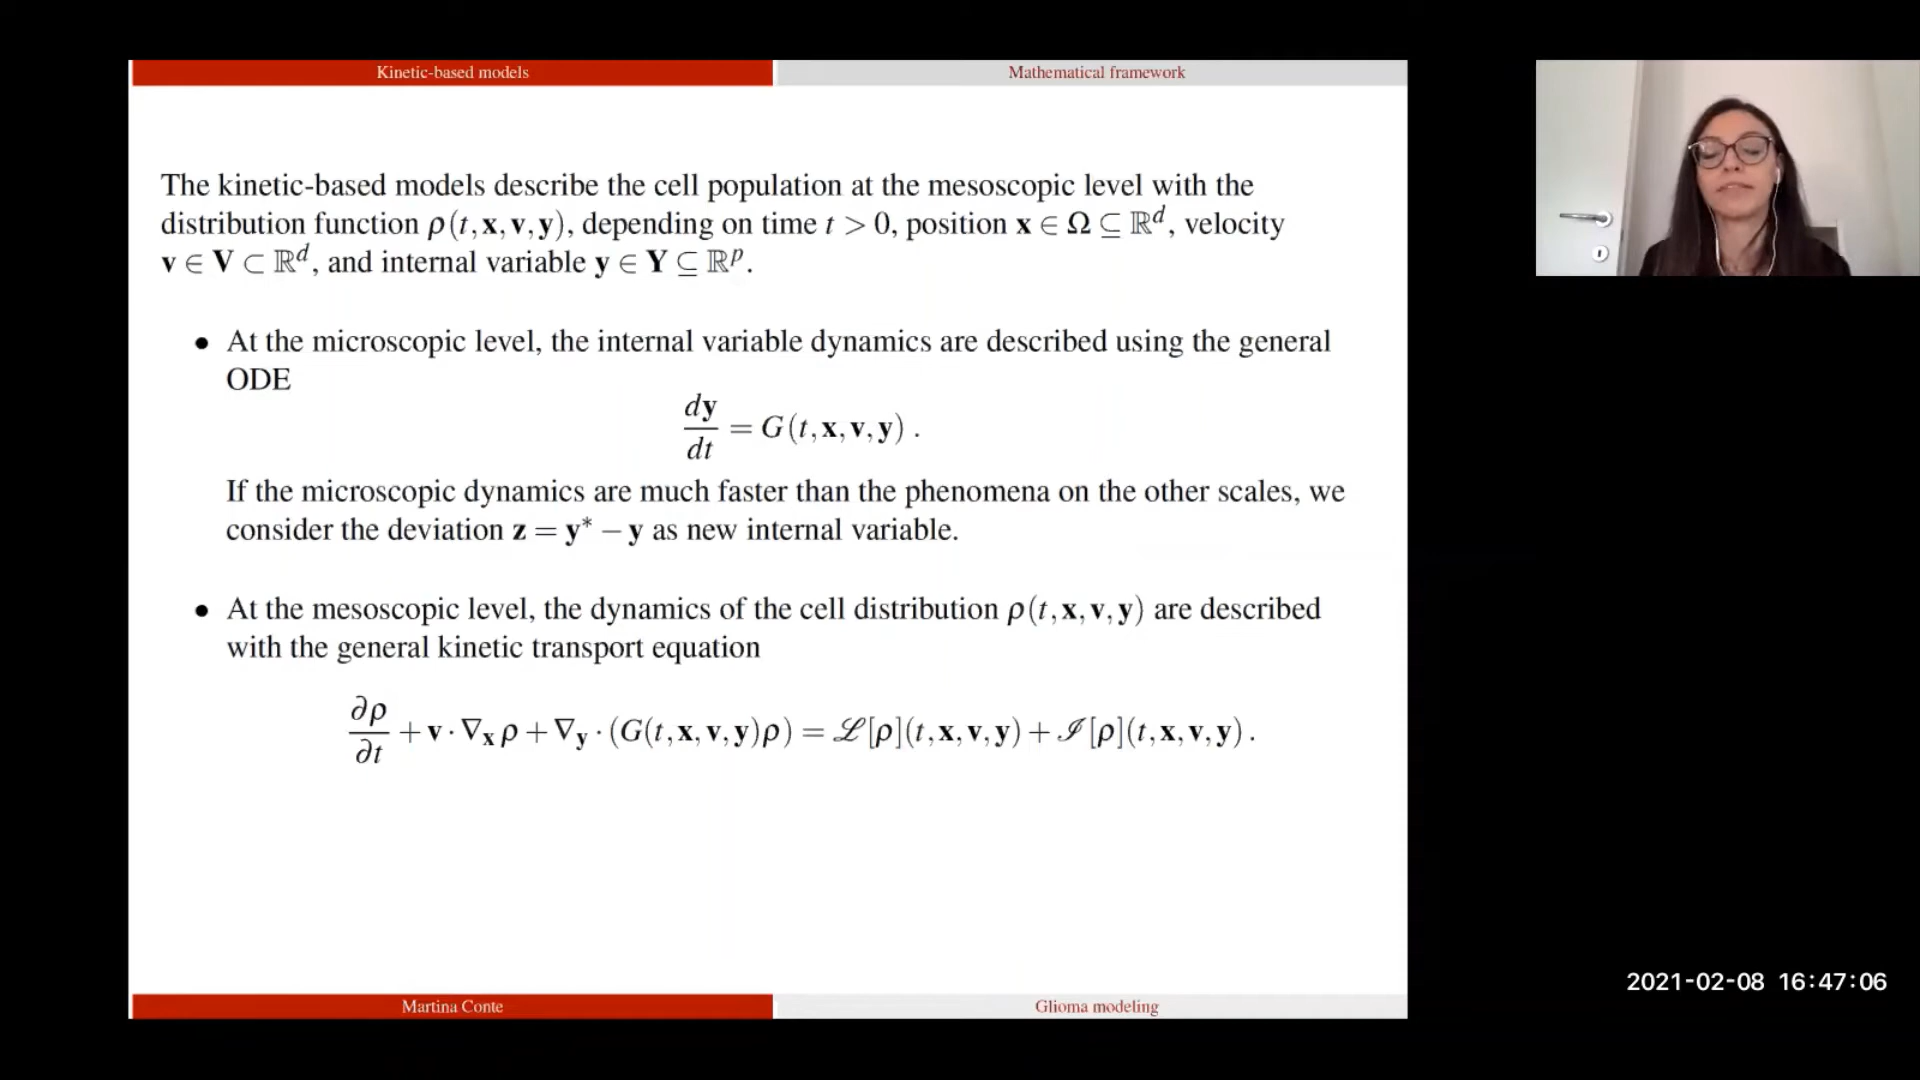 Kinetic-based models
Mathematical framework
The kinetic-based models describe the cell population at the mesoscopic level with the
distribution function ρ(t, x, v, y), depending on time t > 0, position x ∈ Ω ⊆ ℝᵈ, velocity
v ∈ V ⊂ ℝᵈ, and internal variable y ∈ Y ⊆ ℝᵖ.
• At the microscopic level, the internal variable dynamics are described using the general
ODE
dy/dt = G(t, x, v, y) .
If the microscopic dynamics are much faster than the phenomena on the other scales, we
consider the deviation z = y* − y as new internal variable.
• At the mesoscopic level, the dynamics of the cell distribution ρ(t, x, v, y) are described
with the general kinetic transport equation
∂ρ/∂t + v · ∇ₓ ρ + ∇_y · (G(t, x, v, y)ρ) = ℒ[ρ](t, x, v, y) + ℐ[ρ](t, x, v, y) .
Martina Conte
Glioma modeling
2021-02-08 16:47:06